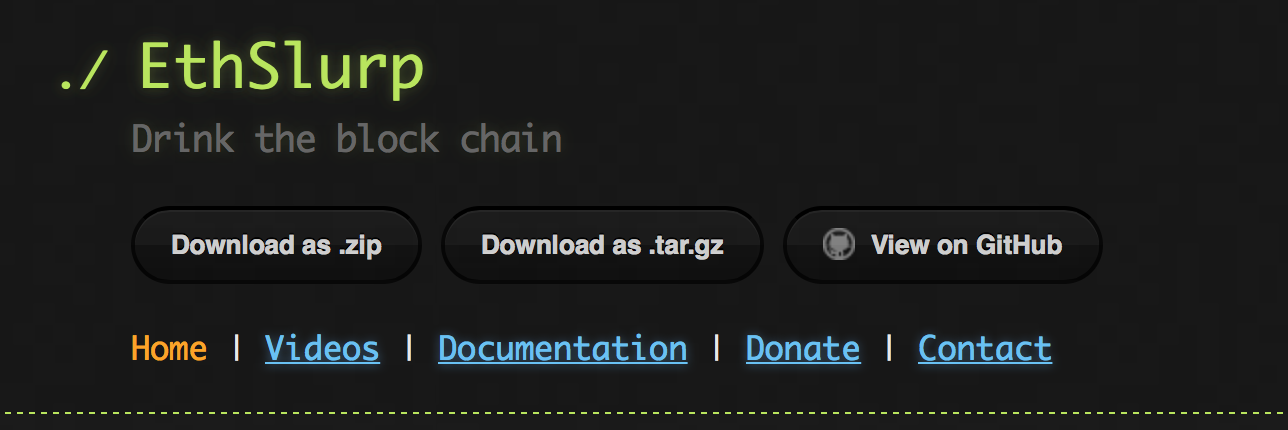 ./ EthSlurp
Drink the block chain
Download as .zip Download as .tar.gz View on GitHub
Home | Videos | Documentation | Donate | Contact